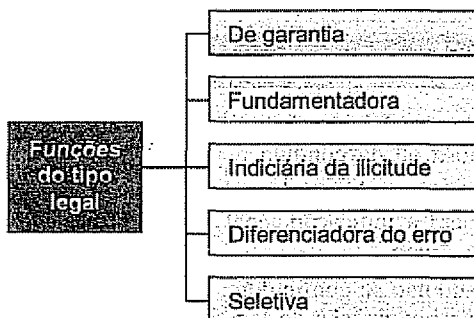 Funções
do tipo
legal
De garantia
Fundamentadora
Indiciária da ilicitude
Diferenciadora do erro
Seletiva